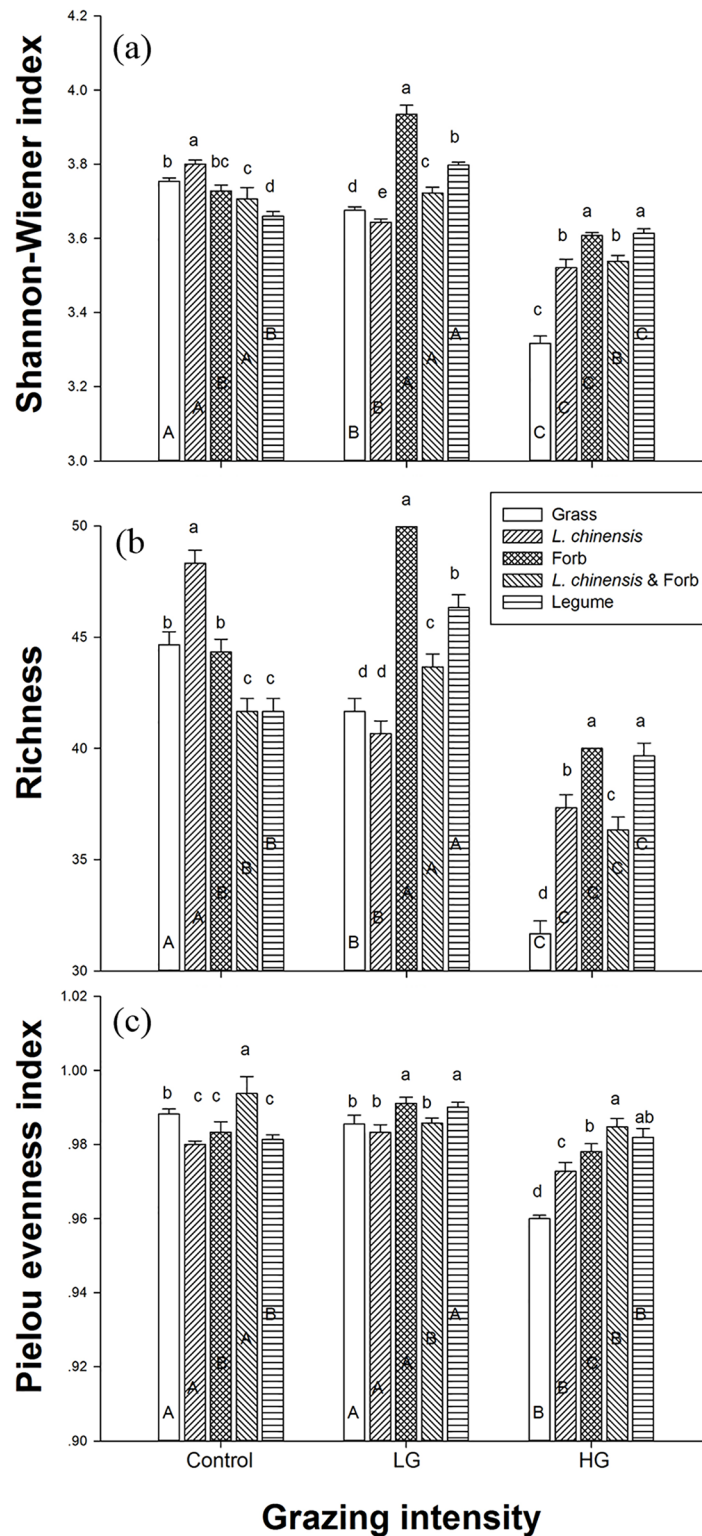 (a)
Shannon-Wiener index
4.2
4.0
3.8
3.6
3.4
3.2
3.0
b a bc c d
d e a c b
c b a b a
A A B A B
B B A A A
C C C B C
(b
Richness
50
45
40
35
30
Grass
L. chinensis
Forb
L. chinensis & Forb
Legume
b a b c c
d d a c b
d b a c a
A A B B B
B B A A A
C C C C C
(c)
Pielou evenness index
1.02
1.00
.98
.96
.94
.92
.90
b c c a c
b b a b a
d c b a ab
A A B A B
A A A B A
B B C B B
Control LG HG
Grazing intensity